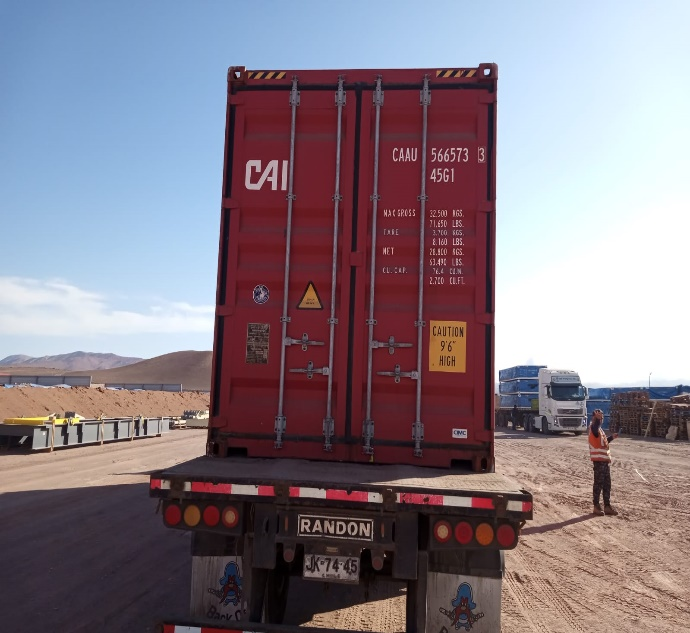 CAI
CAAU 566573 3
45G1
MAX GROSS 32.500 KGS.
71.650 LBS.
TARE 3.700 KGS.
8.160 LBS.
NET 28.800 KGS.
63.490 LBS.
CU. CAP. 76.4 CU.M.
2.700 CU.FT.
CAUTION
9'6"
HIGH
CIMC
RANDON
JK·74·45